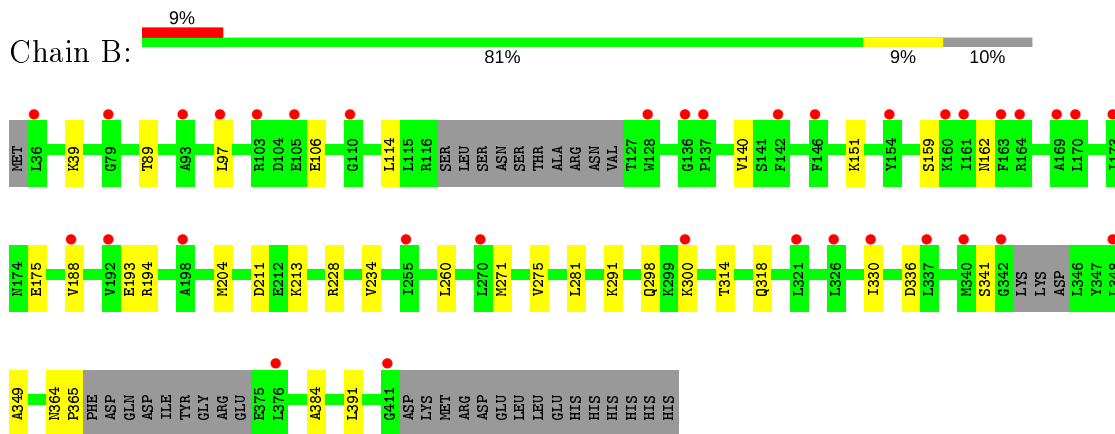 9%
Chain B:
81% 9% 10%
MET L36 K39 G79 T89 A93 L97 R103 D104 E105 E106 G110 L114 L115 R116 SER LEU SER ASN SER THR ALA ARG ASN VAL T127 W128 G136 P137 V140 S141 F142 F146 K151 Y154 S159 K160 I161 N162 F163 R164 A169 L170
N174 E175 V188 V192 E193 R194 A198 M204 D211 E212 K213 R228 V234 I255 L260 L270 M271 V275 L281 K291 Q298 K299 K300 T314 Q318 L321 L326 I330 D336 L337 M340 S341 G342 LYS LYS ASP L346 Y347 L348
A349 N364 P365 PHE ASP GLN ASP ILE TYR GLY ARG GLU E375 L376 A384 L391 G411 ASP LYS MET ARG ASP GLU LEU LEU GLU HIS HIS HIS HIS HIS HIS